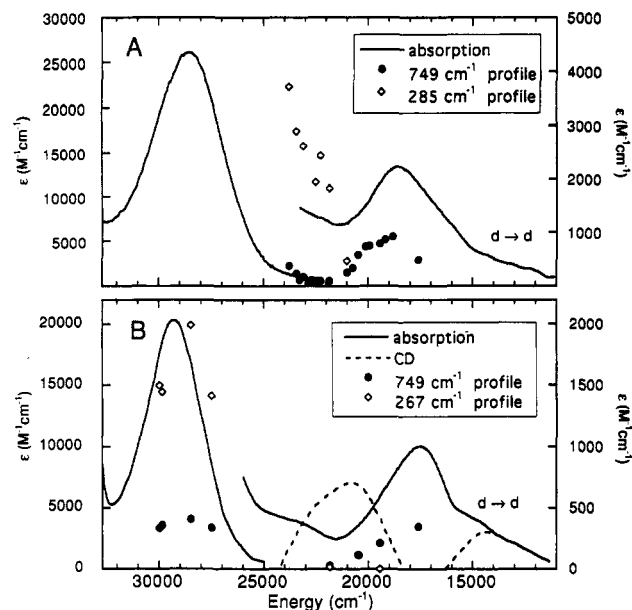 A
absorption
749 cm⁻¹ profile
285 cm⁻¹ profile
d → d
30000
25000
20000
15000
10000
5000
ε (M⁻¹cm⁻¹)
5000
4000
3000
2000
1000
ε (M⁻¹cm⁻¹)
B
absorption
CD
749 cm⁻¹ profile
267 cm⁻¹ profile
d → d
20000
15000
10000
5000
0
ε (M⁻¹cm⁻¹)
2000
1500
1000
500
0
ε (M⁻¹cm⁻¹)
30000 25000 20000 15000
Energy (cm⁻¹)